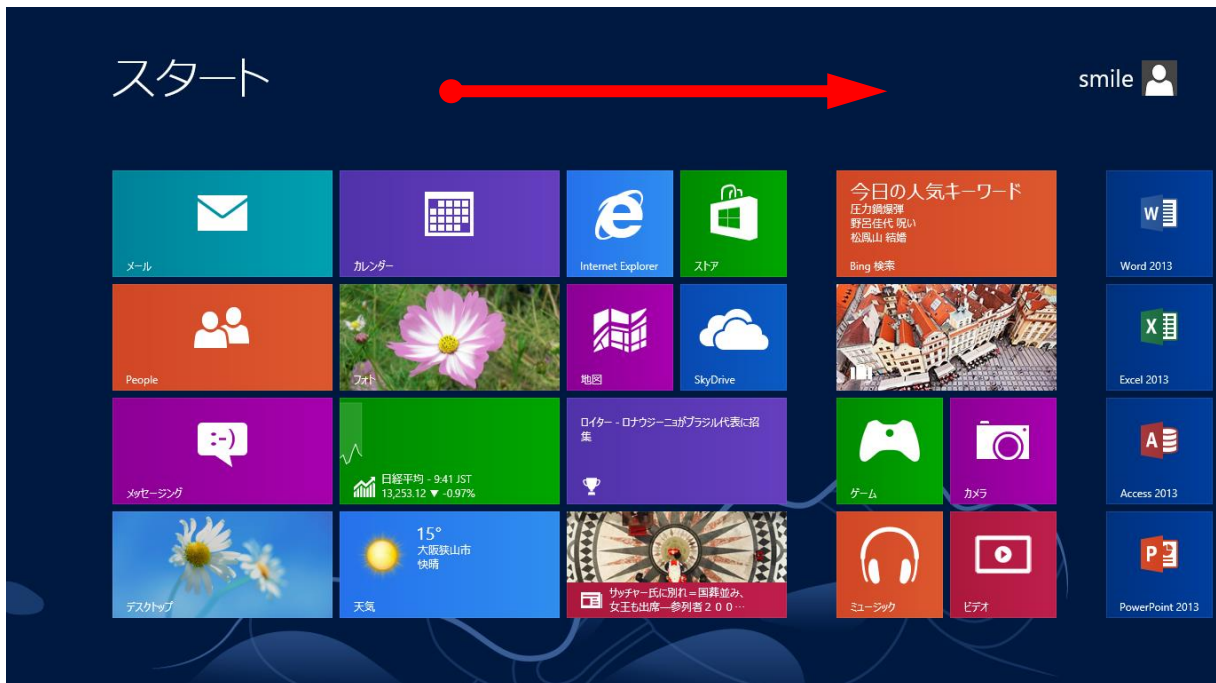 スタート
smile
メール
カレンダー
Internet Explorer
ストア
今日の人気キーワード
圧力鍋爆弾
野呂佳代 呪い
松鳳山 結婚
Bing 検索
Word 2013
People
フォト
地図
SkyDrive
Excel 2013
:-)
メッセージング
日経平均 - 9:41 JST
13,253.12 ▼ -0.97%
ロイター - ロナウジーニョがブラジル代表に招
集
ゲーム
カメラ
Access 2013
デスクトップ
15°
大阪狭山市
快晴
天気
サッチャー氏に別れ＝国葬並み、
女王も出席―参列者２００…
ミュージック
ビデオ
PowerPoint 2013